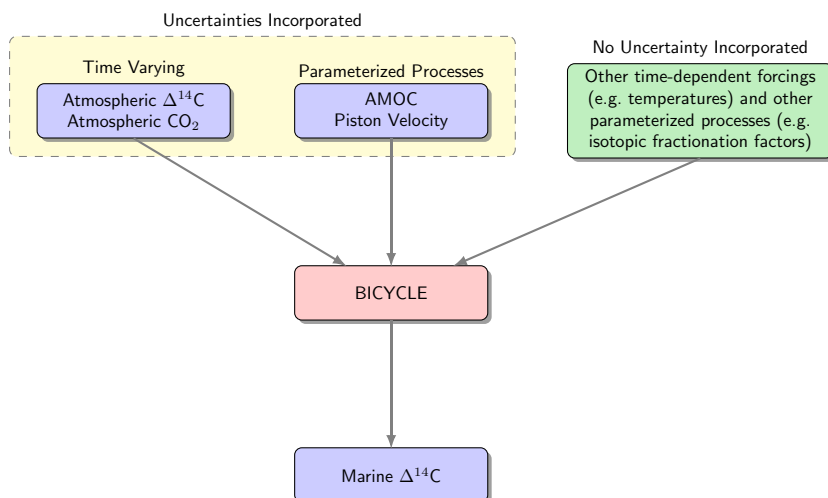 Uncertainties Incorporated
Time Varying
Atmospheric Δ¹⁴C
Atmospheric CO₂
Parameterized Processes
AMOC
Piston Velocity
No Uncertainty Incorporated
Other time-dependent forcings
(e.g. temperatures) and other
parameterized processes (e.g.
isotopic fractionation factors)
BICYCLE
Marine Δ¹⁴C